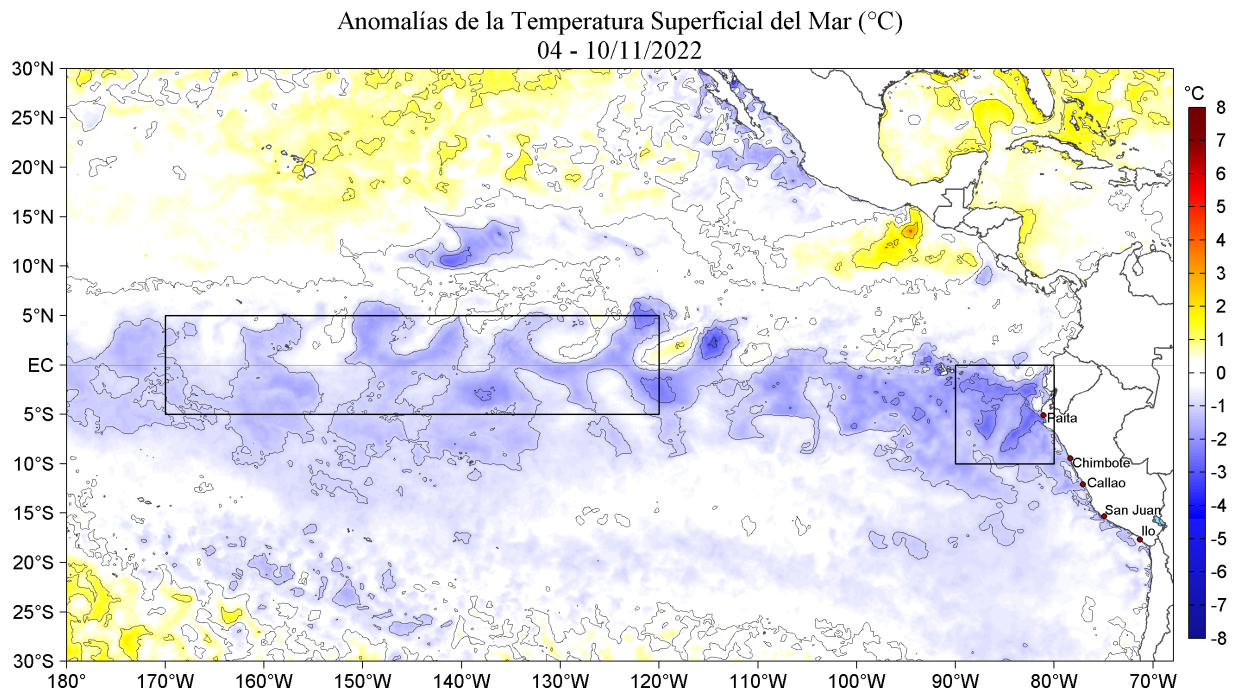 Anomalías de la Temperatura Superficial del Mar (°C)
04 - 10/11/2022
30°N
25°N
20°N
15°N
10°N
5°N
EC
5°S
10°S
15°S
20°S
25°S
30°S
180
170°W
160°W
150°W
140°W
130°W
120°W
110°W
100°W
90°W
80°W
70°W
Paita
Chimbote
Callao
San Juan
Ilo
°C
8
7
6
5
4
3
2
1
0
-1
-2
-3
-4
-5
-6
-7
-8